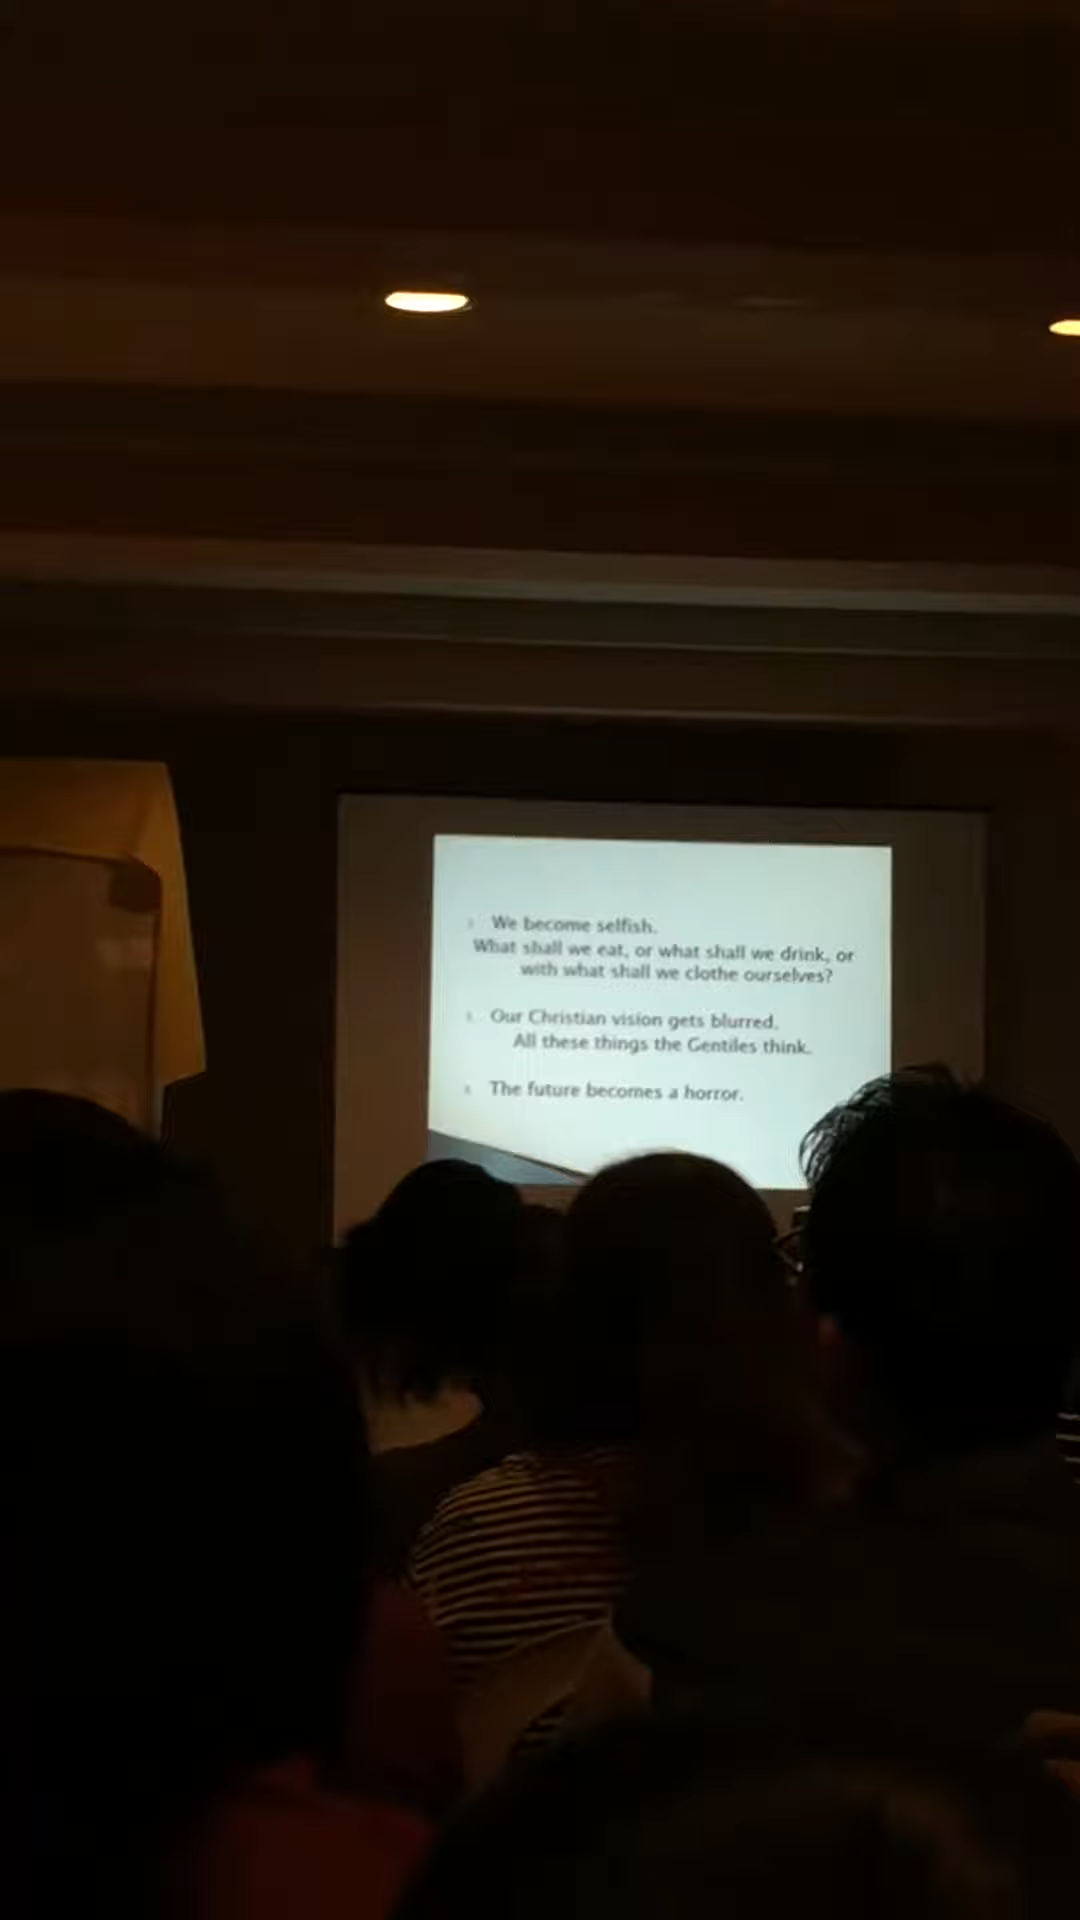 We become selfish.
What shall we eat, or what shall we drink, or
with what shall we clothe ourselves?
Our Christian vision gets blurred.
All these things the Gentiles think.
The future becomes a horror.